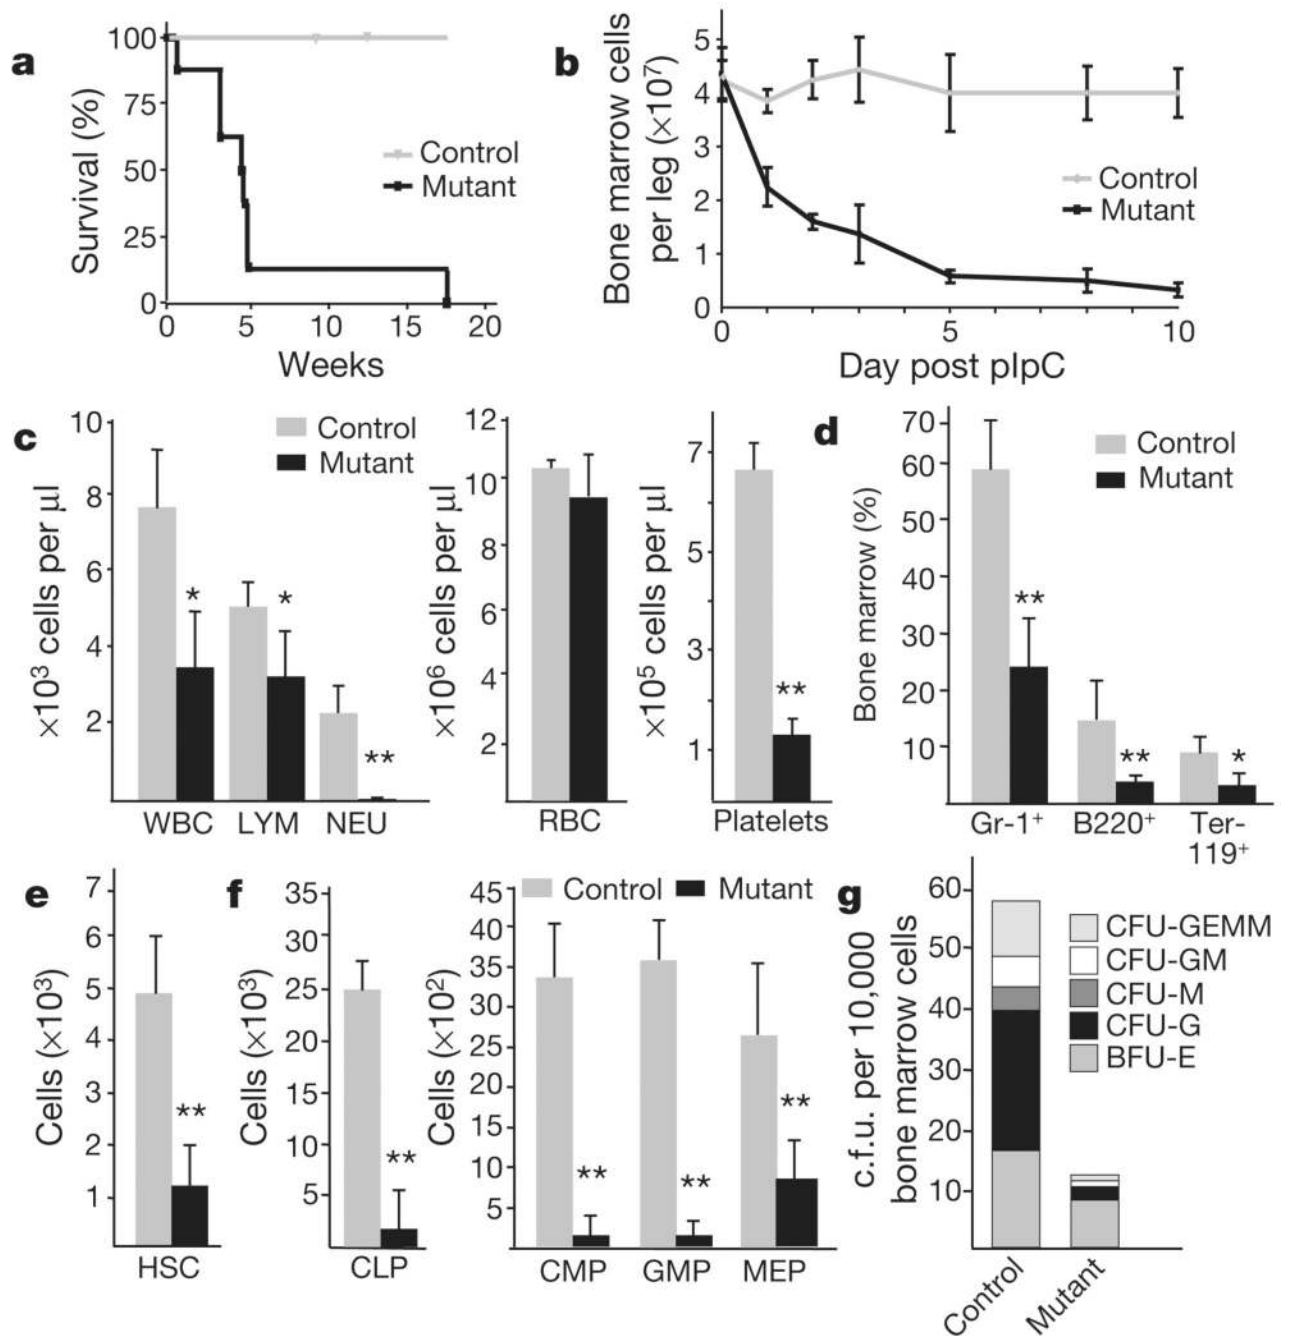 a
Survival (%)
100
75
50
25
0
0 5 10 15 20
Weeks
Control
Mutant
b
Bone marrow cells
per leg (×10⁷)
5
4
3
2
1
0
0 5 10
Day post pIpC
Control
Mutant
c
×10³ cells per µl
10
8
6
4
2
Control
Mutant
*
*
**
WBC LYM NEU
×10⁶ cells per µl
12
10
8
6
4
2
RBC
×10⁵ cells per µl
7
5
3
1
**
Platelets
d
Bone marrow (%)
70
60
50
40
30
20
10
Control
Mutant
**
**
*
Gr-1⁺ B220⁺ Ter-
119⁺
e
Cells (×10³)
7
6
5
4
3
2
1
**
HSC
f
Cells (×10³)
35
30
25
20
15
10
5
**
CLP
Cells (×10²)
45
40
35
30
25
20
15
10
5
Control Mutant
**
**
**
CMP GMP MEP
g
c.f.u. per 10,000
bone marrow cells
60
50
40
30
20
10
CFU-GEMM
CFU-GM
CFU-M
CFU-G
BFU-E
Control
Mutant